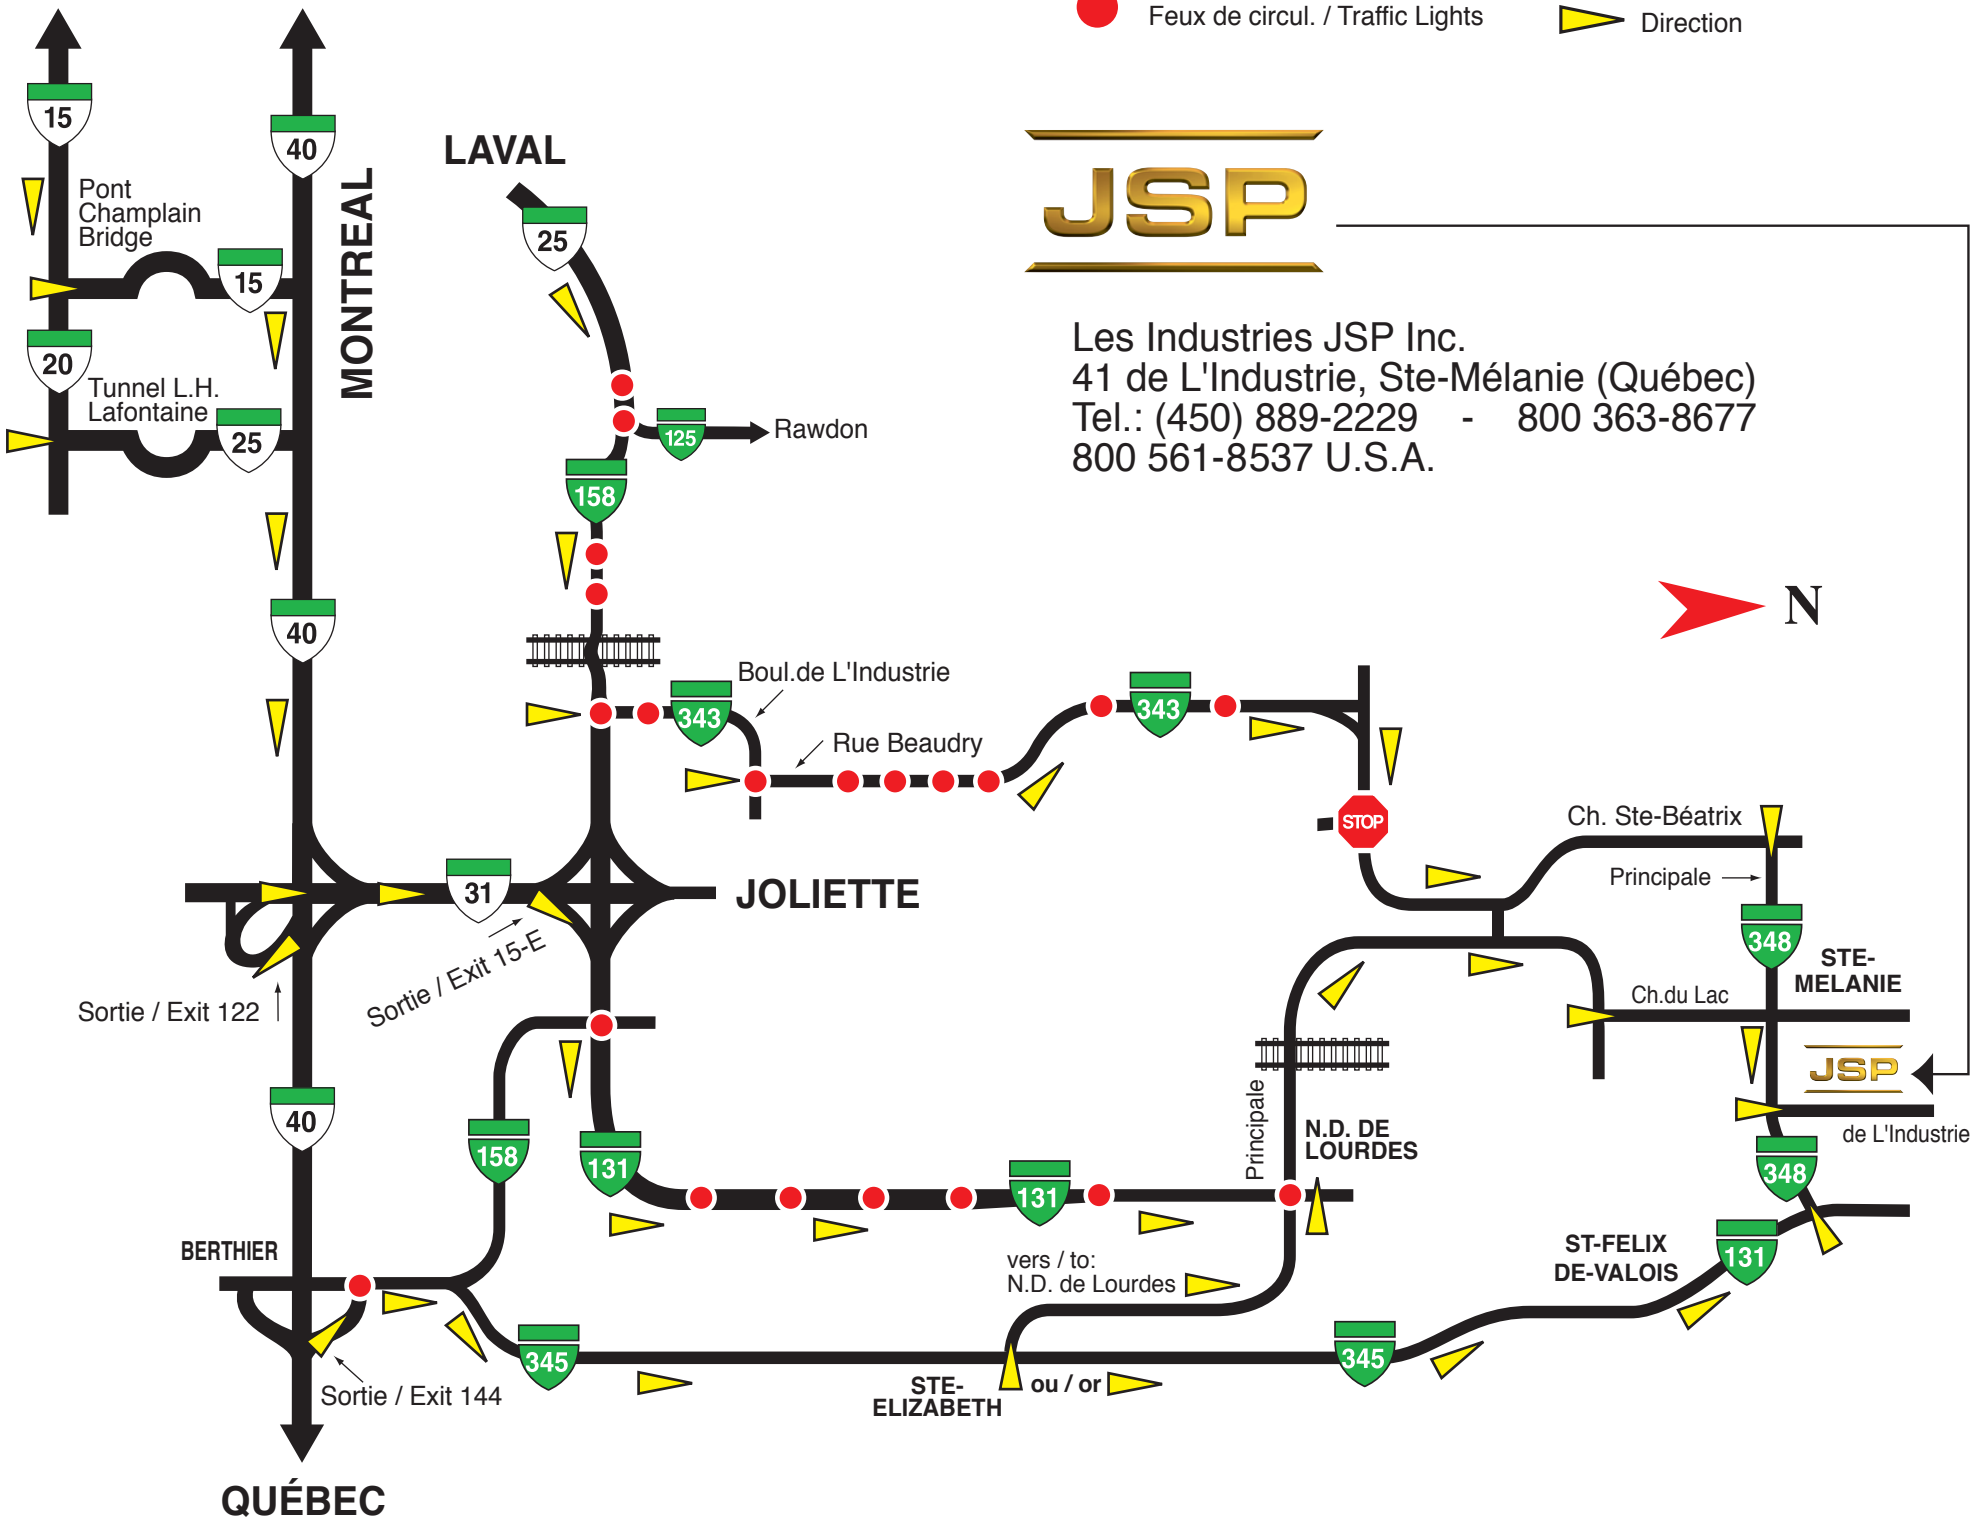 Feux de circul. / Traffic Lights
Direction
15
40
LAVAL
JSP
Pont
Champlain
Bridge
MONTREAL
25
15
Les Industries JSP Inc.
41 de L'Industrie, Ste-Mélanie (Québec)
Tel.: (450) 889-2229 - 800 363-8677
800 561-8537 U.S.A.
20
Tunnel L.H.
Lafontaine
25
125
Rawdon
158
40
N
Boul.de L'Industrie
343
343
Rue Beaudry
STOP
Ch. Ste-Béatrix
Principale
31
JOLIETTE
348
STE-
MELANIE
Sortie / Exit 15-E
Sortie / Exit 122
Ch.du Lac
JSP
40
Principale
N.D. DE
LOURDES
de L'Industrie
158
131
131
348
BERTHIER
vers / to:
N.D. de Lourdes
ST-FELIX
DE-VALOIS
131
345
345
Sortie / Exit 144
STE-
ELIZABETH
ou / or
QUÉBEC